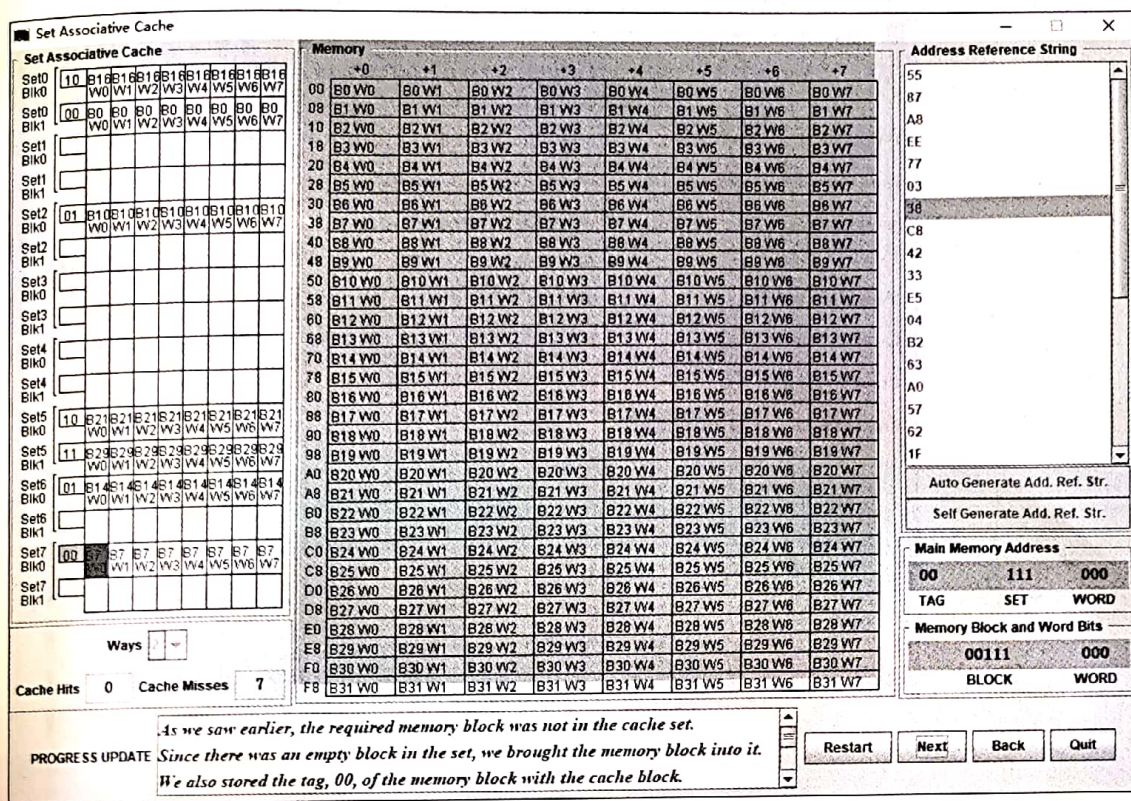 Set Associative Cache
Set Associative Cache
Set0 Blk0 10 B16 W0 B16 W1 B16 W2 B16 W3 B16 W4 B16 W5 B16 W6 B16 W7
Set0 Blk1 00 B0 W0 B0 W1 B0 W2 B0 W3 B0 W4 B0 W5 B0 W6 B0 W7
Set1 Blk0
Set1 Blk1
Set2 Blk0 01 B10 W0 B10 W1 B10 W2 B10 W3 B10 W4 B10 W5 B10 W6 B10 W7
Set2 Blk1
Set3 Blk0
Set3 Blk1
Set4 Blk0
Set4 Blk1
Set5 Blk0 10 B21 W0 B21 W1 B21 W2 B21 W3 B21 W4 B21 W5 B21 W6 B21 W7
Set5 Blk1 11 B29 W0 B29 W1 B29 W2 B29 W3 B29 W4 B29 W5 B29 W6 B29 W7
Set6 Blk0 01 B14 W0 B14 W1 B14 W2 B14 W3 B14 W4 B14 W5 B14 W6 B14 W7
Set6 Blk1
Set7 Blk0 00 B7 W0 B7 W1 B7 W2 B7 W3 B7 W4 B7 W5 B7 W6 B7 W7
Set7 Blk1
Ways 2
Cache Hits 0 Cache Misses 7
Memory
+0 +1 +2 +3 +4 +5 +6 +7
00 B0 W0 B0 W1 B0 W2 B0 W3 B0 W4 B0 W5 B0 W6 B0 W7
08 B1 W0 B1 W1 B1 W2 B1 W3 B1 W4 B1 W5 B1 W6 B1 W7
10 B2 W0 B2 W1 B2 W2 B2 W3 B2 W4 B2 W5 B2 W6 B2 W7
18 B3 W0 B3 W1 B3 W2 B3 W3 B3 W4 B3 W5 B3 W6 B3 W7
20 B4 W0 B4 W1 B4 W2 B4 W3 B4 W4 B4 W5 B4 W6 B4 W7
28 B5 W0 B5 W1 B5 W2 B5 W3 B5 W4 B5 W5 B5 W6 B5 W7
30 B6 W0 B6 W1 B6 W2 B6 W3 B6 W4 B6 W5 B6 W6 B6 W7
38 B7 W0 B7 W1 B7 W2 B7 W3 B7 W4 B7 W5 B7 W6 B7 W7
40 B8 W0 B8 W1 B8 W2 B8 W3 B8 W4 B8 W5 B8 W6 B8 W7
48 B9 W0 B9 W1 B9 W2 B9 W3 B9 W4 B9 W5 B9 W6 B9 W7
50 B10 W0 B10 W1 B10 W2 B10 W3 B10 W4 B10 W5 B10 W6 B10 W7
58 B11 W0 B11 W1 B11 W2 B11 W3 B11 W4 B11 W5 B11 W6 B11 W7
60 B12 W0 B12 W1 B12 W2 B12 W3 B12 W4 B12 W5 B12 W6 B12 W7
68 B13 W0 B13 W1 B13 W2 B13 W3 B13 W4 B13 W5 B13 W6 B13 W7
70 B14 W0 B14 W1 B14 W2 B14 W3 B14 W4 B14 W5 B14 W6 B14 W7
78 B15 W0 B15 W1 B15 W2 B15 W3 B15 W4 B15 W5 B15 W6 B15 W7
80 B16 W0 B16 W1 B16 W2 B16 W3 B16 W4 B16 W5 B16 W6 B16 W7
88 B17 W0 B17 W1 B17 W2 B17 W3 B17 W4 B17 W5 B17 W6 B17 W7
90 B18 W0 B18 W1 B18 W2 B18 W3 B18 W4 B18 W5 B18 W6 B18 W7
98 B19 W0 B19 W1 B19 W2 B19 W3 B19 W4 B19 W5 B19 W6 B19 W7
A0 B20 W0 B20 W1 B20 W2 B20 W3 B20 W4 B20 W5 B20 W6 B20 W7
A8 B21 W0 B21 W1 B21 W2 B21 W3 B21 W4 B21 W5 B21 W6 B21 W7
B0 B22 W0 B22 W1 B22 W2 B22 W3 B22 W4 B22 W5 B22 W6 B22 W7
B8 B23 W0 B23 W1 B23 W2 B23 W3 B23 W4 B23 W5 B23 W6 B23 W7
C0 B24 W0 B24 W1 B24 W2 B24 W3 B24 W4 B24 W5 B24 W6 B24 W7
C8 B25 W0 B25 W1 B25 W2 B25 W3 B25 W4 B25 W5 B25 W6 B25 W7
D0 B26 W0 B26 W1 B26 W2 B26 W3 B26 W4 B26 W5 B26 W6 B26 W7
D8 B27 W0 B27 W1 B27 W2 B27 W3 B27 W4 B27 W5 B27 W6 B27 W7
E0 B28 W0 B28 W1 B28 W2 B28 W3 B28 W4 B28 W5 B28 W6 B28 W7
E8 B29 W0 B29 W1 B29 W2 B29 W3 B29 W4 B29 W5 B29 W6 B29 W7
F0 B30 W0 B30 W1 B30 W2 B30 W3 B30 W4 B30 W5 B30 W6 B30 W7
F8 B31 W0 B31 W1 B31 W2 B31 W3 B31 W4 B31 W5 B31 W6 B31 W7
Address Reference String
55
87
A8
EE
77
03
38
C8
42
33
E5
04
B2
63
A0
57
62
1F
Auto Generate Add. Ref. Str.
Self Generate Add. Ref. Str.
Main Memory Address
00 111 000
TAG SET WORD
Memory Block and Word Bits
00111 000
BLOCK WORD
PROGRESS UPDATE
As we saw earlier, the required memory block was not in the cache set.
Since there was an empty block in the set, we brought the memory block into it.
We also stored the tag, 00, of the memory block with the cache block.
Restart Next Back Quit